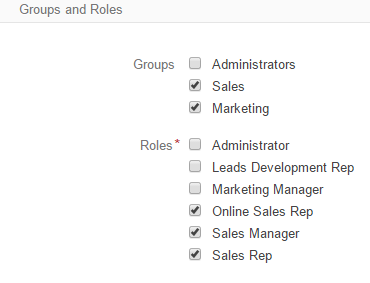 Groups and Roles
Groups Administrators
Sales
Marketing
Roles* Administrator
Leads Development Rep
Marketing Manager
Online Sales Rep
Sales Manager
Sales Rep